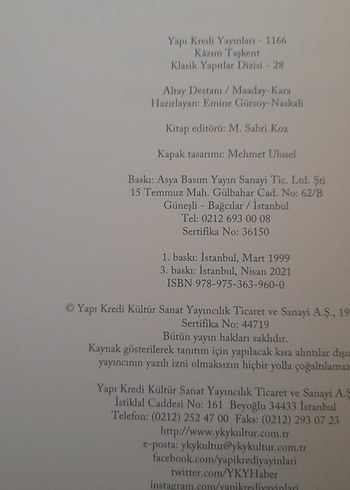 Yapı Kredi Yayınları - 1166
Kâzım Taşkent
Klasik Yapıtlar Dizisi - 28
Altay Destanı / Maaday-Kara
Hazırlayan: Emine Gürsoy-Naskali
Kitap editörü: M. Sabri Koz
Kapak tasarımı: Mehmet Ulusel
Baskı: Asya Basım Yayın Sanayi Tic. Ltd. Şti
15 Temmuz Mah. Gülbahar Cad. No: 62/B
Güneşli - Bağcılar / İstanbul
Tel: 0212 693 00 08
Sertifika No: 36150
1. baskı: İstanbul, Mart 1999
3. baskı: İstanbul, Nisan 2021
ISBN 978-975-363-960-0
© Yapı Kredi Kültür Sanat Yayıncılık Ticaret ve Sanayi A.Ş., 19
Sertifika No: 44719
Bütün yayın hakları saklıdır.
Kaynak gösterilerek tanıtım için yapılacak kısa alıntılar dışın
yayıncının yazılı izni olmaksızın hiçbir yolla çoğaltılamaz
Yapı Kredi Kültür Sanat Yayıncılık Ticaret ve Sanayi A.Ş
İstiklal Caddesi No: 161 Beyoğlu 34433 İstanbul
Telefon: (0212) 252 47 00 Faks: (0212) 293 07 23
http://www.ykykultur.com.tr
e-posta: ykykultur@ykykultur.com.tr
facebook.com/yapikrediyayinlari
twitter.com/YKYHaber
instagram.com/yapikrediyayinlari